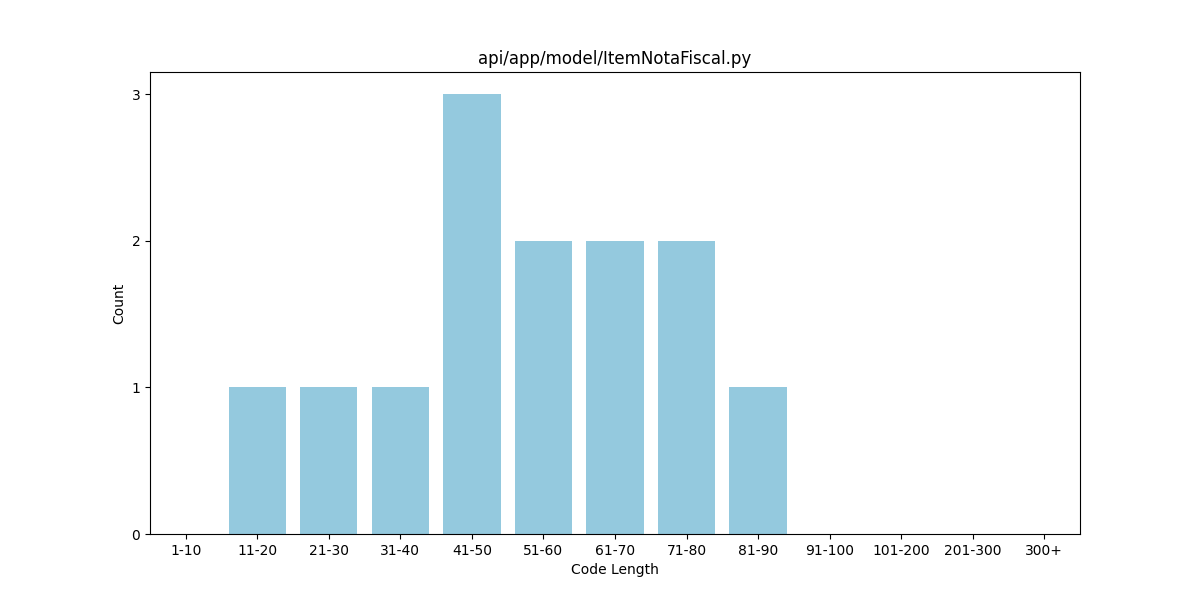 api/app/model/ItemNotaFiscal.py
3
2
1
0
Count
1-10 11-20 21-30 31-40 41-50 51-60 61-70 71-80 81-90 91-100 101-200 201-300 300+
Code Length